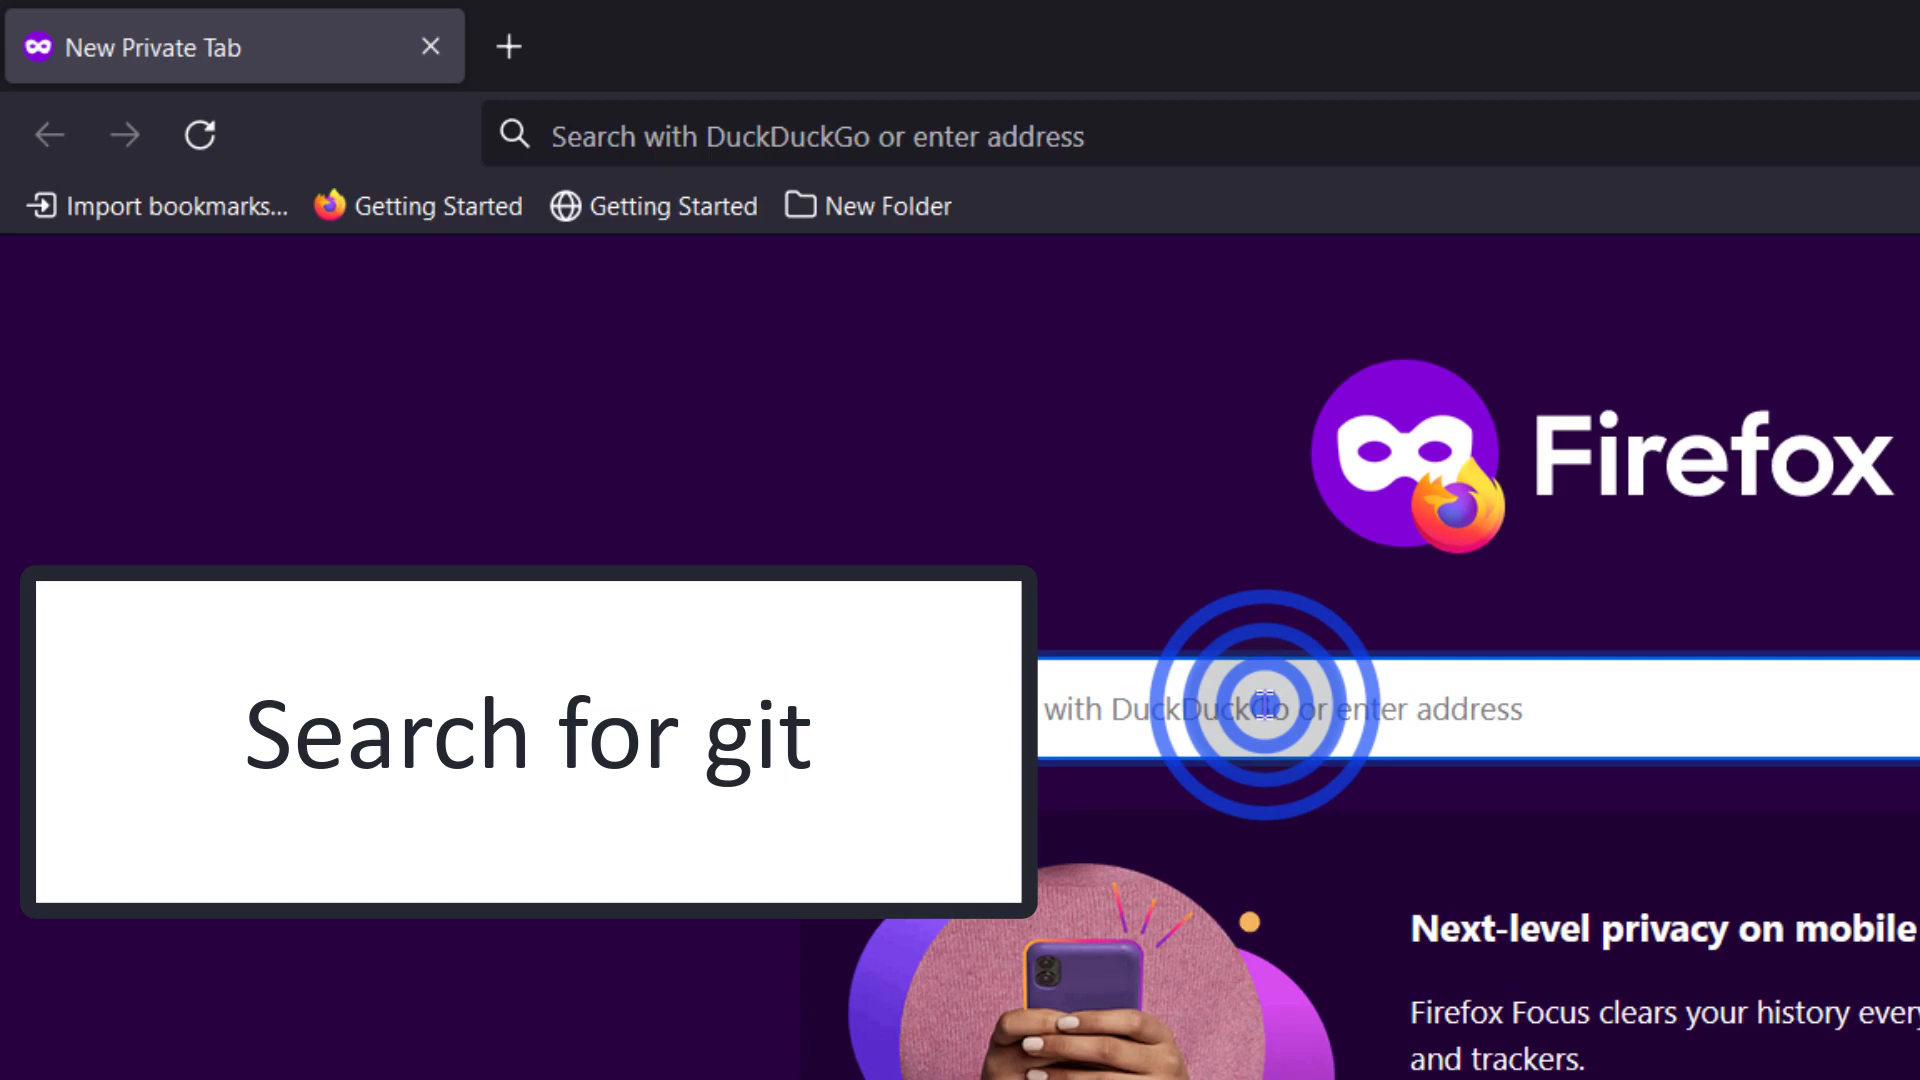 New Private Tab
Search with DuckDuckGo or enter address
Import bookmarks...
Getting Started
Getting Started
New Folder
Firefox
Search for git
with DuckDuckGo or enter address
Next-level privacy on mobile
Firefox Focus clears your history every
and trackers.